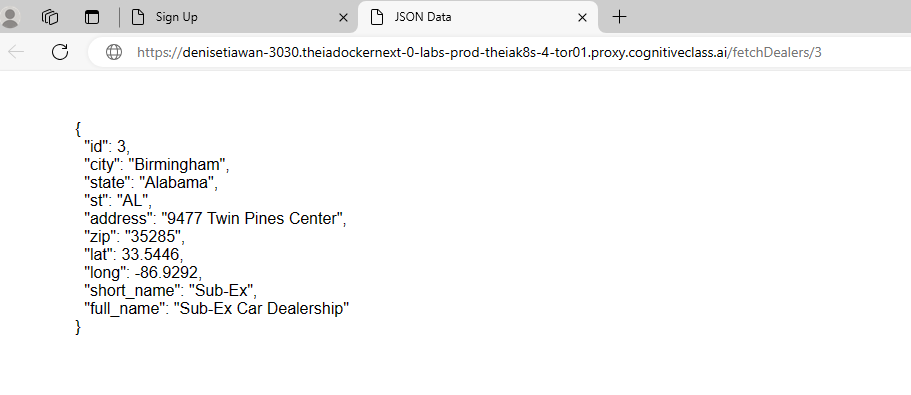 Sign Up
JSON Data
https://denisetiawan-3030.theiadockernext-0-labs-prod-theiak8s-4-tor01.proxy.cognitiveclass.ai/fetchDealers/3
{
"id": 3,
"city": "Birmingham",
"state": "Alabama",
"st": "AL",
"address": "9477 Twin Pines Center",
"zip": "35285",
"lat": 33.5446,
"long": -86.9292,
"short_name": "Sub-Ex",
"full_name": "Sub-Ex Car Dealership"
}